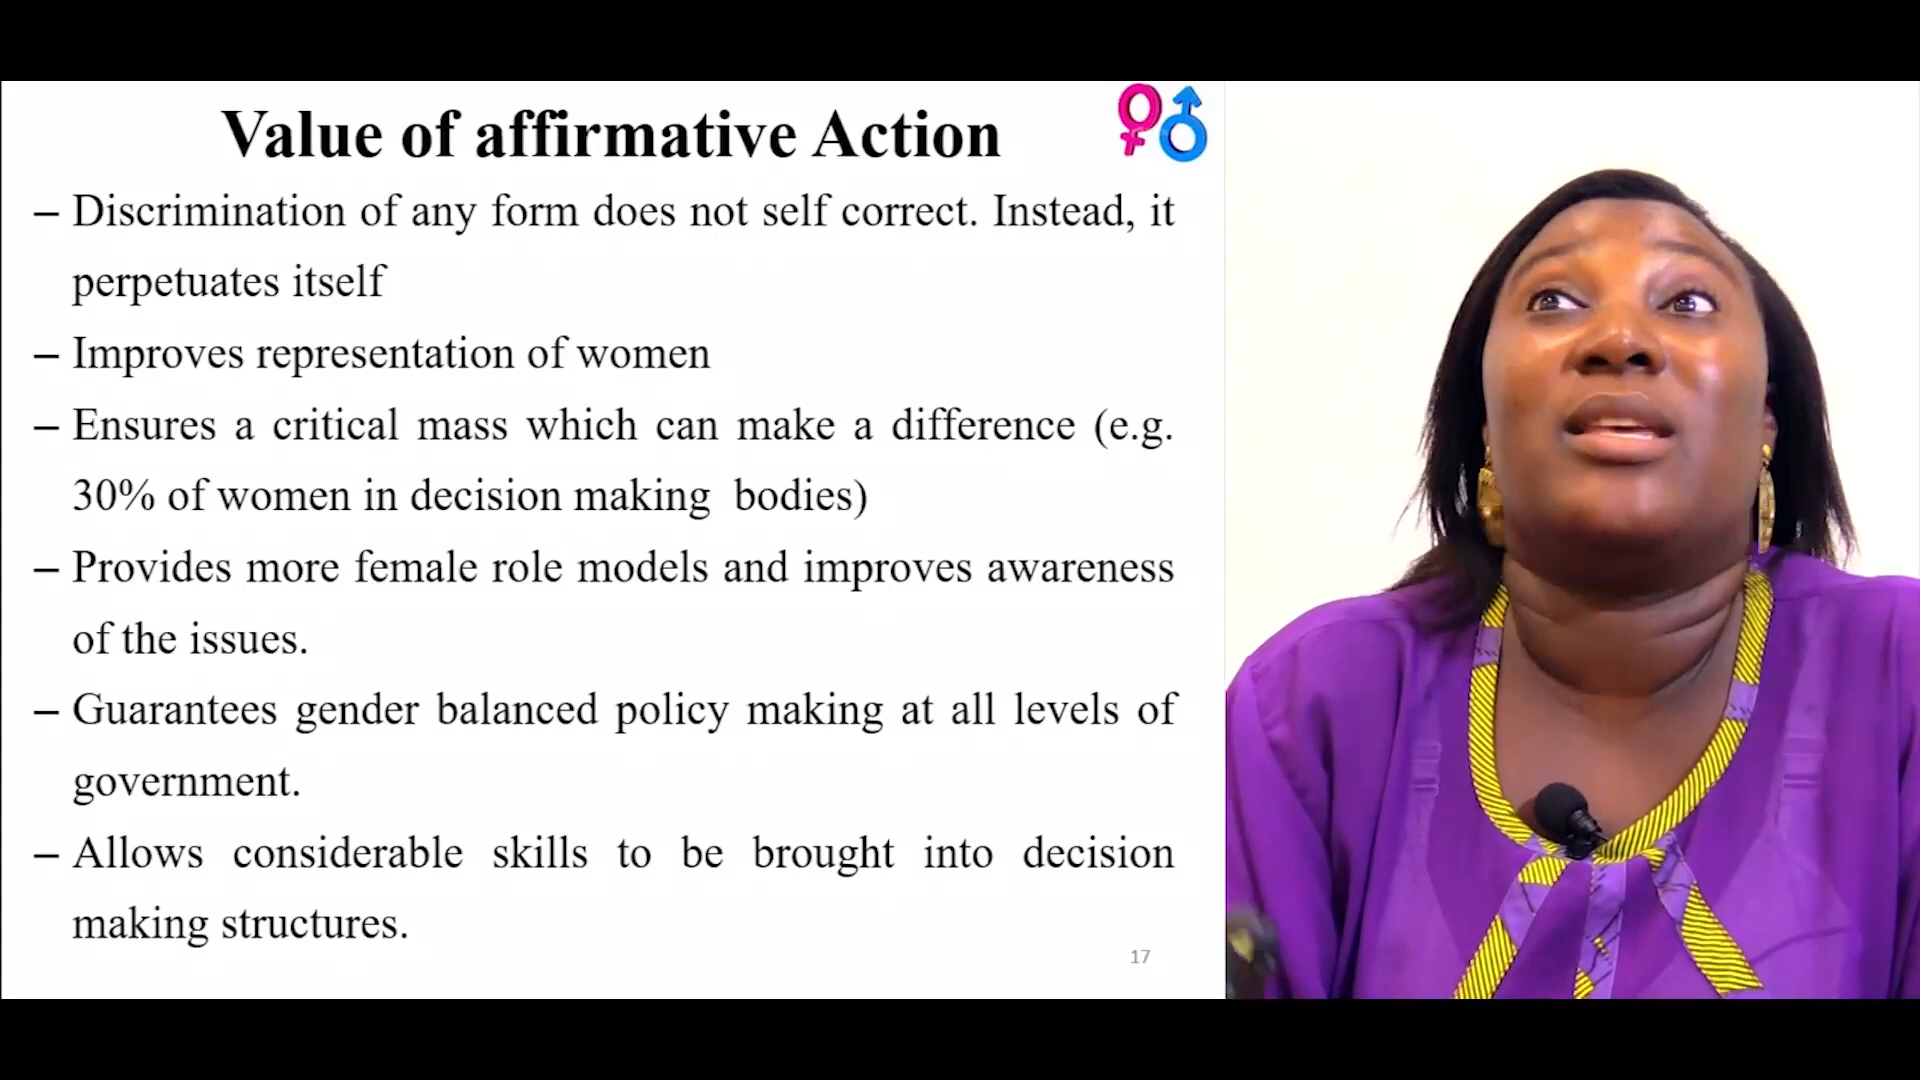 Value of affirmative Action
– Discrimination of any form does not self correct. Instead, it
perpetuates itself
– Improves representation of women
– Ensures a critical mass which can make a difference (e.g.
30% of women in decision making bodies)
– Provides more female role models and improves awareness
of the issues.
– Guarantees gender balanced policy making at all levels of
government.
– Allows considerable skills to be brought into decision
making structures.
17